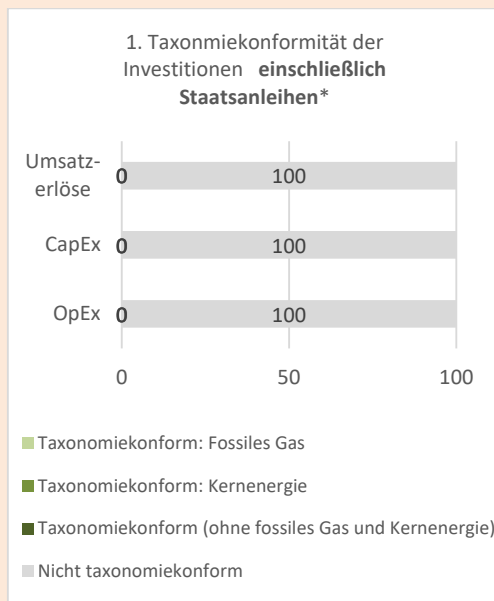 1. Taxonmiekonformität der
Investitionen einschließlich
Staatsanleihen*
Umsatz-
erlöse
0 100
CapEx
0 100
OpEx
0 100
0 50 100
Taxonomiekonform: Fossiles Gas
Taxonomiekonform: Kernenergie
Taxonomiekonform (ohne fossiles Gas und Kernenergie)
Nicht taxonomiekonform